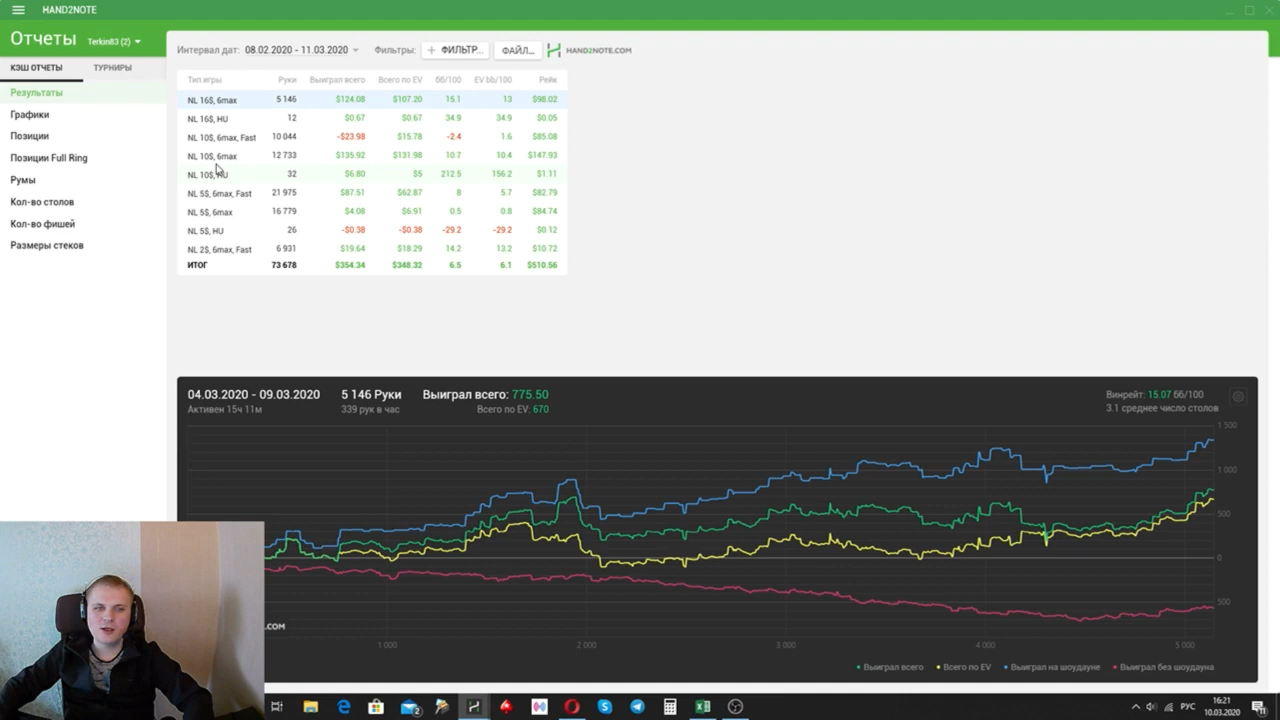 HAND2NOTE
Отчеты Terkin83 (2)
КЭШ ОТЧЕТЫ ТУРНИРЫ
Результаты
Графики
Позиции
Позиции Full Ring
Румы
Кол-во столов
Кол-во фишей
Размеры стеков
Интервал дат: 08.02.2020 - 11.03.2020 Фильтры: + ФИЛЬТР... ФАЙЛ... HAND2NOTE.COM
Тип игры Руки Выиграл всего Всего по EV бб/100 EV bb/100 Рейк
NL 16$, 6max 5 146 $124.08 $107.20 15.1 13 $98.02
NL 16$, HU 12 $0.67 $0.67 34.9 34.9 $0.05
NL 10$, 6max, Fast 10 044 -$23.98 $15.78 -2.4 1.6 $85.08
NL 10$, 6max 12 733 $135.92 $131.98 10.7 10.4 $147.93
NL 10$, HU 32 $6.80 $5 212.5 156.2 $1.11
NL 5$, 6max, Fast 21 975 $87.51 $62.87 8 5.7 $82.79
NL 5$, 6max 16 779 $4.08 $6.91 0.5 0.8 $84.74
NL 5$, HU 26 -$0.38 -$0.38 -29.2 -29.2 $0.12
NL 2$, 6max, Fast 6 931 $19.64 $18.29 14.2 13.2 $10.72
ИТОГ 73 678 $354.34 $348.32 6.5 6.1 $510.56
04.03.2020 - 09.03.2020 5 146 Руки Выиграл всего: 775.50 Винрейт: 15.07 бб/100
Активен 15ч 11м 339 рук в час Всего по EV: 670 3.1 среднее число столов
1 500
1 000
500
0
500
.COM
1 000 2 000 3 000 4 000 5 000
Выиграл всего Всего по EV Выиграл на шоудауне Выиграл без шоудауна
РУС 16:21
10.03.2020